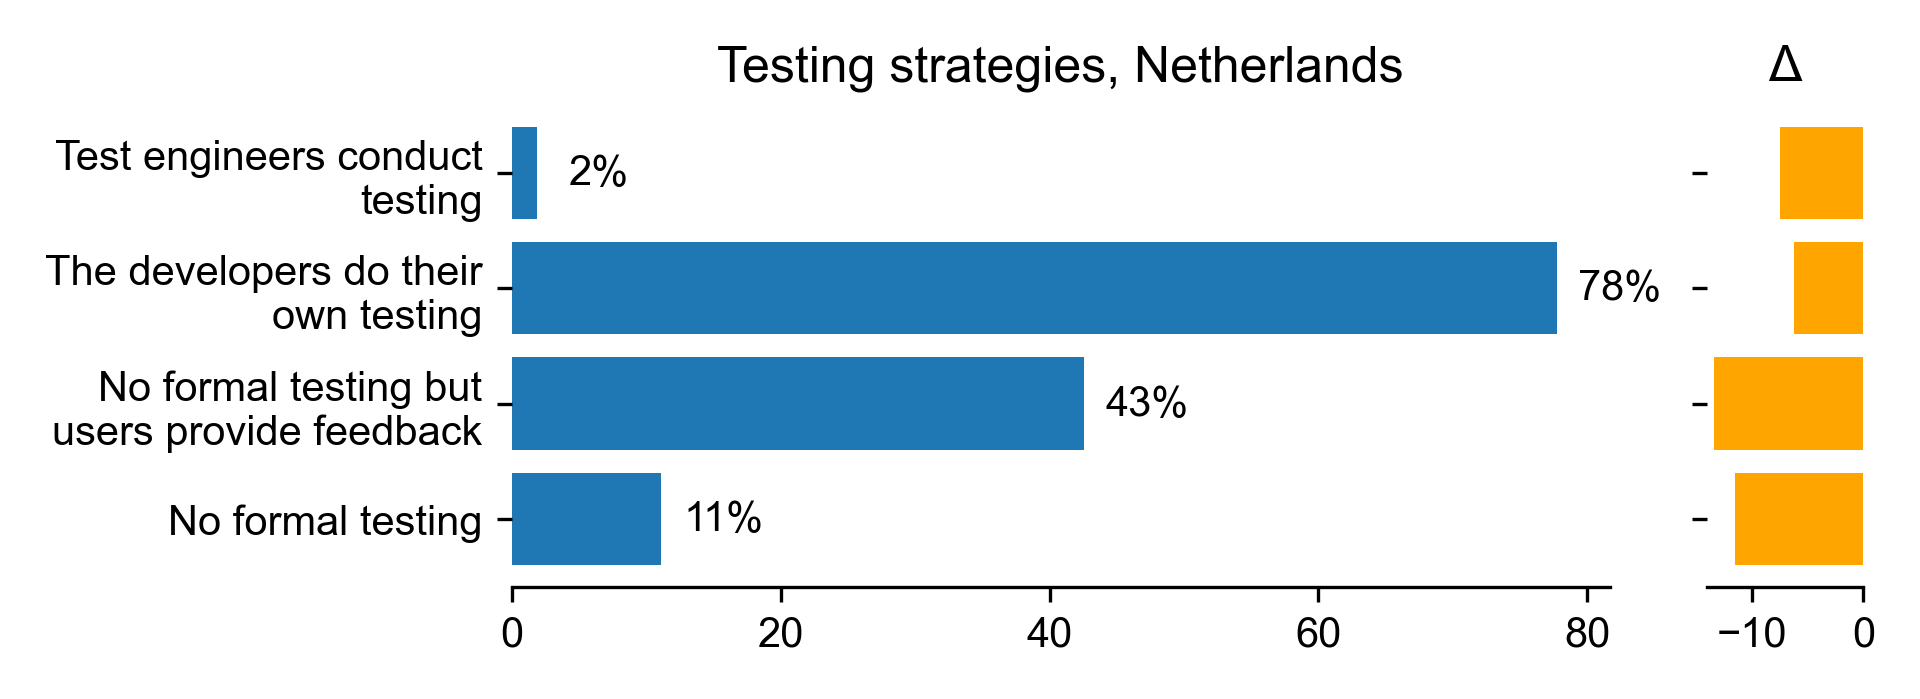 Testing strategies, Netherlands
Δ
Test engineers conduct
testing
2%
The developers do their
own testing
78%
No formal testing but
users provide feedback
43%
No formal testing
11%
0 20 40 60 80
−10 0